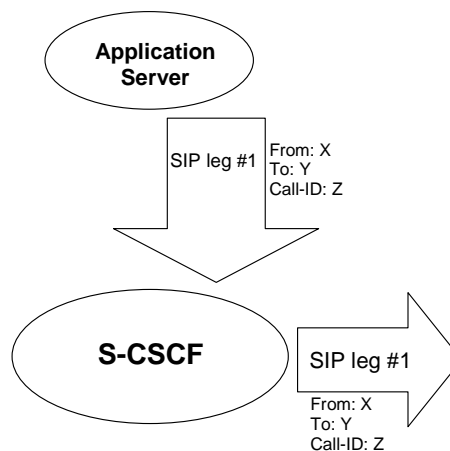 Application
Server
SIP leg #1
From: X
To: Y
Call-ID: Z
S-CSCF
SIP leg #1
From: X
To: Y
Call-ID: Z